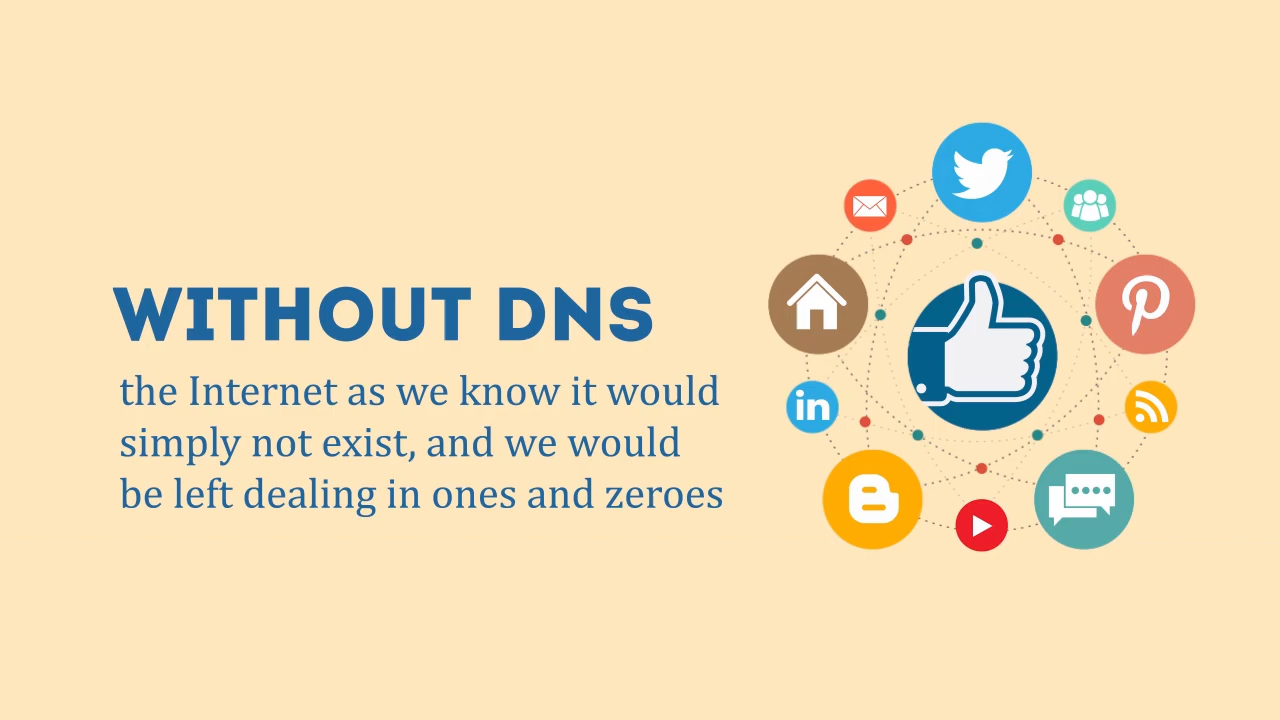 WITHOUT DNS
the Internet as we know it would
simply not exist, and we would
be left dealing in ones and zeroes
in